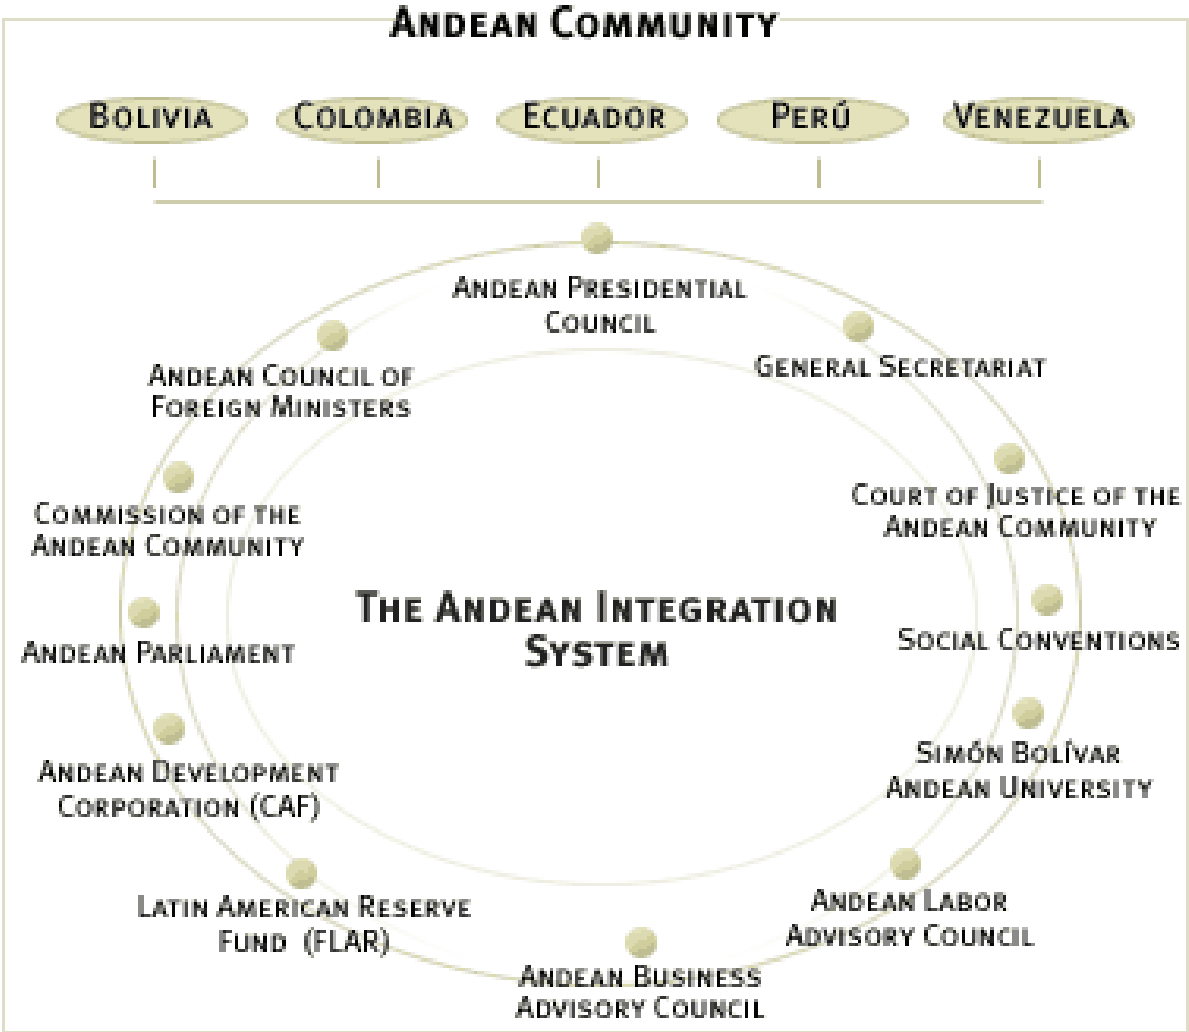 ANDEAN COMMUNITY
BOLIVIA
COLOMBIA
ECUADOR
PERÚ
VENEZUELA
ANDEAN PRESIDENTIAL
COUNCIL
GENERAL SECRETARIAT
ANDEAN COUNCIL OF
FOREIGN MINISTERS
COURT OF JUSTICE OF THE
ANDEAN COMMUNITY
COMMISSION OF THE
ANDEAN COMMUNITY
THE ANDEAN INTEGRATION
SYSTEM
SOCIAL CONVENTIONS
ANDEAN PARLIAMENT
SIMÓN BOLÍVAR
ANDEAN UNIVERSITY
ANDEAN DEVELOPMENT
CORPORATION (CAF)
ANDEAN LABOR
ADVISORY COUNCIL
LATIN AMERICAN RESERVE
FUND (FLAR)
ANDEAN BUSINESS
ADVISORY COUNCIL